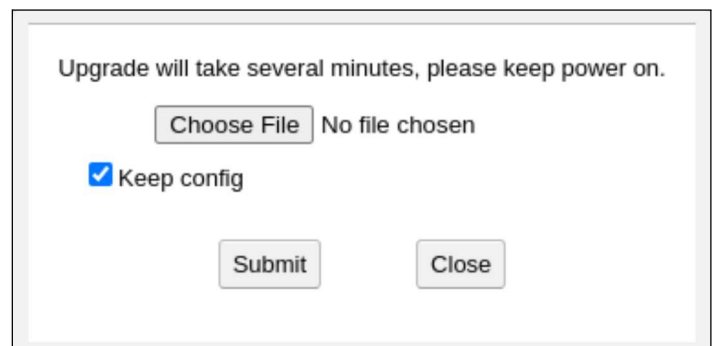 Upgrade will take several minutes, please keep power on.
Choose File No file chosen
Keep config
Submit Close